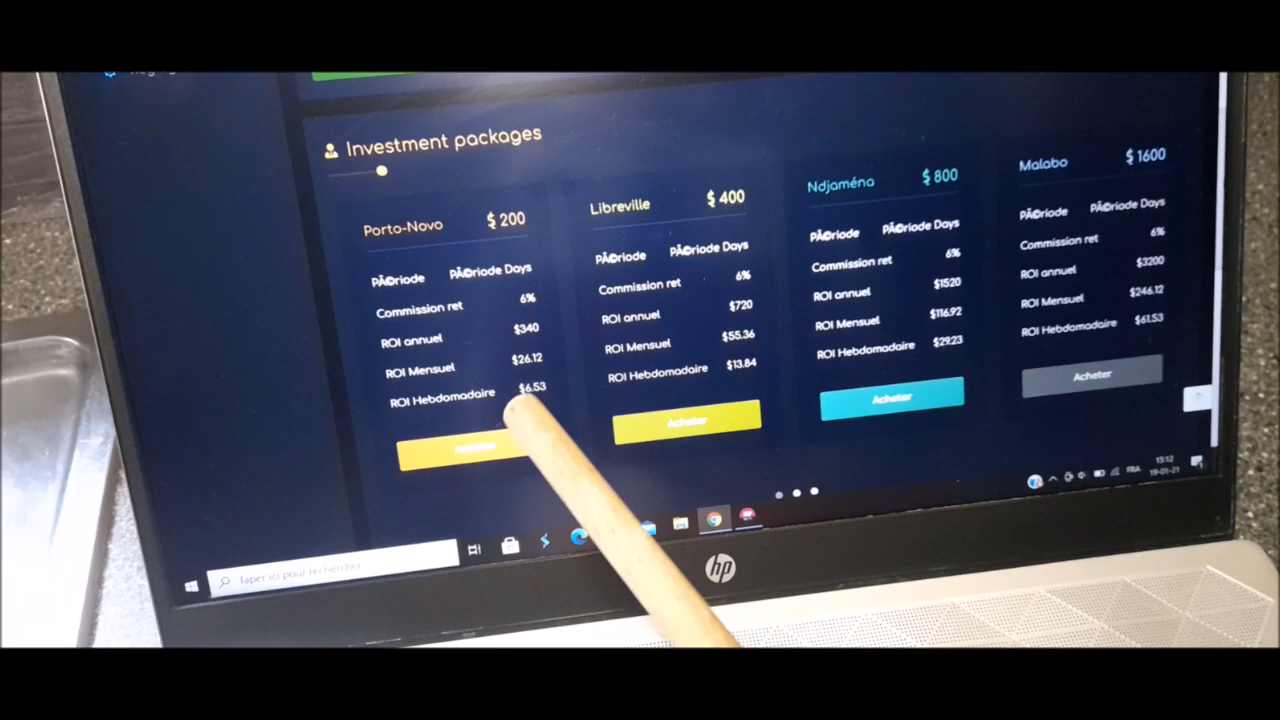 Investment packages
Porto-Novo $ 200
PÃ©riode PÃ©riode Days
Commission ret 6%
ROI annuel $340
ROI Mensuel $26.12
ROI Hebdomadaire $6.53
Libreville $ 400
PÃ©riode PÃ©riode Days
Commission ret 6%
ROI annuel $720
ROI Mensuel $55.36
ROI Hebdomadaire $13.84
Acheter
Ndjaména $ 800
PÃ©riode PÃ©riode Days
Commission ret 6%
ROI annuel $1520
ROI Mensuel $116.92
ROI Hebdomadaire $29.23
Acheter
Malabo $ 1600
PÃ©riode PÃ©riode Days
Commission ret 6%
ROI annuel $3200
ROI Mensuel $246.12
ROI Hebdomadaire $61.53
Acheter
Taper ici pour rechercher
FRA
15:12
19-01-21
hp